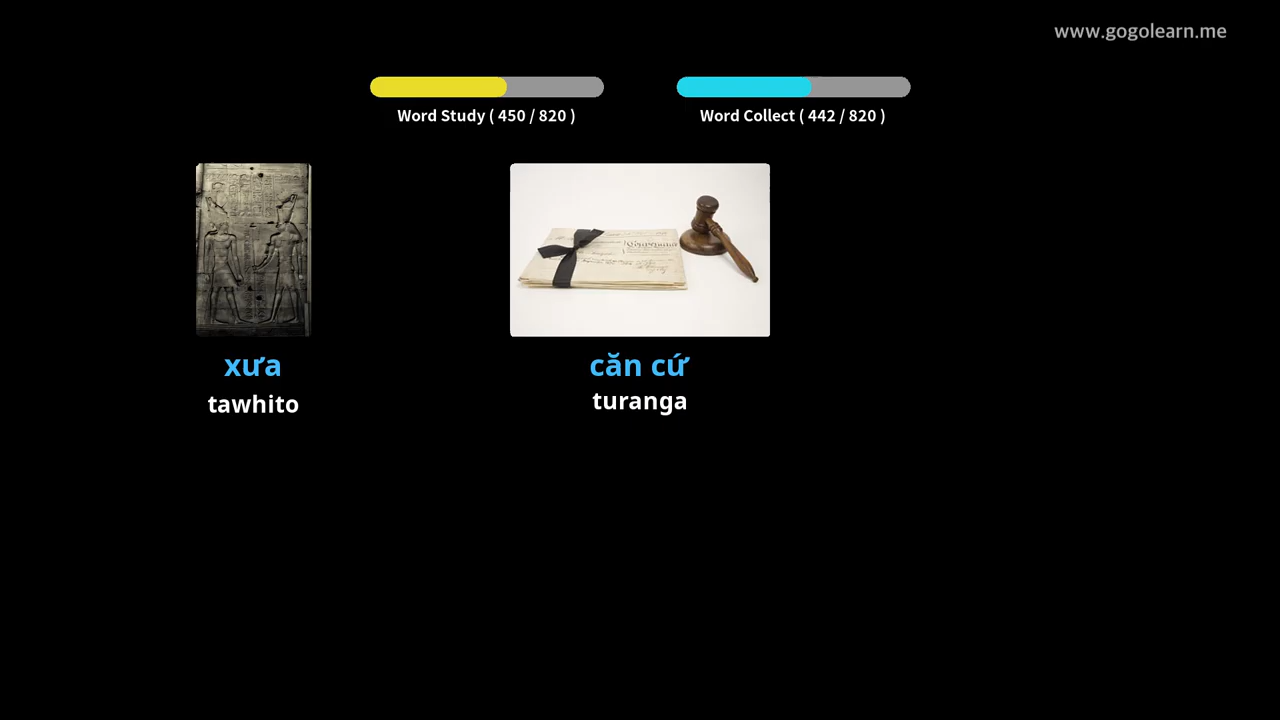 www.gogolearn.me
Word Study ( 450 / 820 )
Word Collect ( 442 / 820 )
xưa
tawhito
căn cứ
turanga